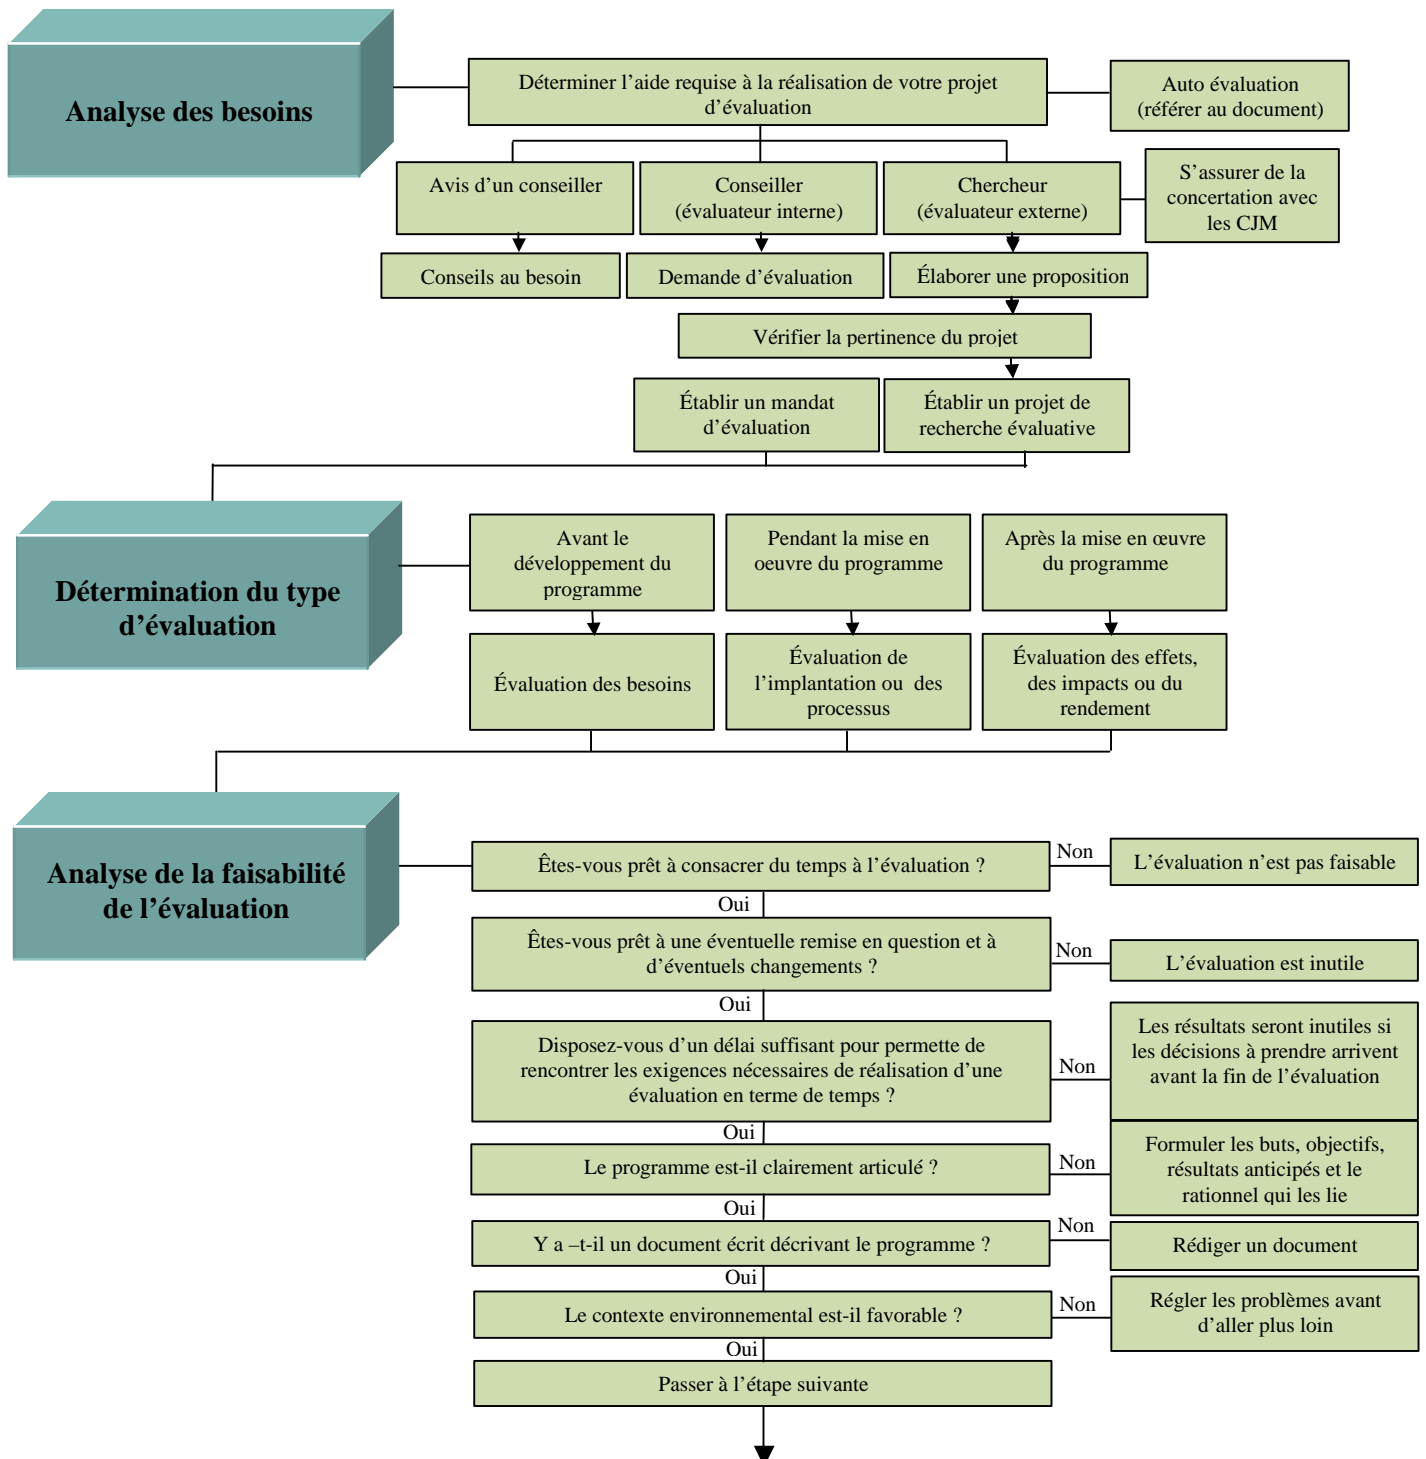 Analyse des besoins
Déterminer l’aide requise à la réalisation de votre projet
d’évaluation
Auto évaluation
(référer au document)
Avis d’un conseiller
Conseiller
(évaluateur interne)
Chercheur
(évaluateur externe)
S’assurer de la
concertation avec
les CJM
Conseils au besoin
Demande d’évaluation
Élaborer une proposition
Vérifier la pertinence du projet
Établir un mandat
d’évaluation
Établir un projet de
recherche évaluative
Détermination du type
d’évaluation
Avant le
développement du
programme
Pendant la mise en
oeuvre du programme
Après la mise en œuvre
du programme
Évaluation des besoins
Évaluation de
l’implantation ou des
processus
Évaluation des effets,
des impacts ou du
rendement
Analyse de la faisabilité
de l’évaluation
Êtes-vous prêt à consacrer du temps à l’évaluation ?
Non
L’évaluation n’est pas faisable
Oui
Êtes-vous prêt à une éventuelle remise en question et à
d’éventuels changements ?
Non
L’évaluation est inutile
Oui
Disposez-vous d’un délai suffisant pour permette de
rencontrer les exigences nécessaires de réalisation d’une
évaluation en terme de temps ?
Non
Les résultats seront inutiles si
les décisions à prendre arrivent
avant la fin de l’évaluation
Oui
Le programme est-il clairement articulé ?
Non
Formuler les buts, objectifs,
résultats anticipés et le
rationnel qui les lie
Oui
Y a –t-il un document écrit décrivant le programme ?
Non
Rédiger un document
Oui
Le contexte environnemental est-il favorable ?
Non
Régler les problèmes avant
d’aller plus loin
Oui
Passer à l’étape suivante